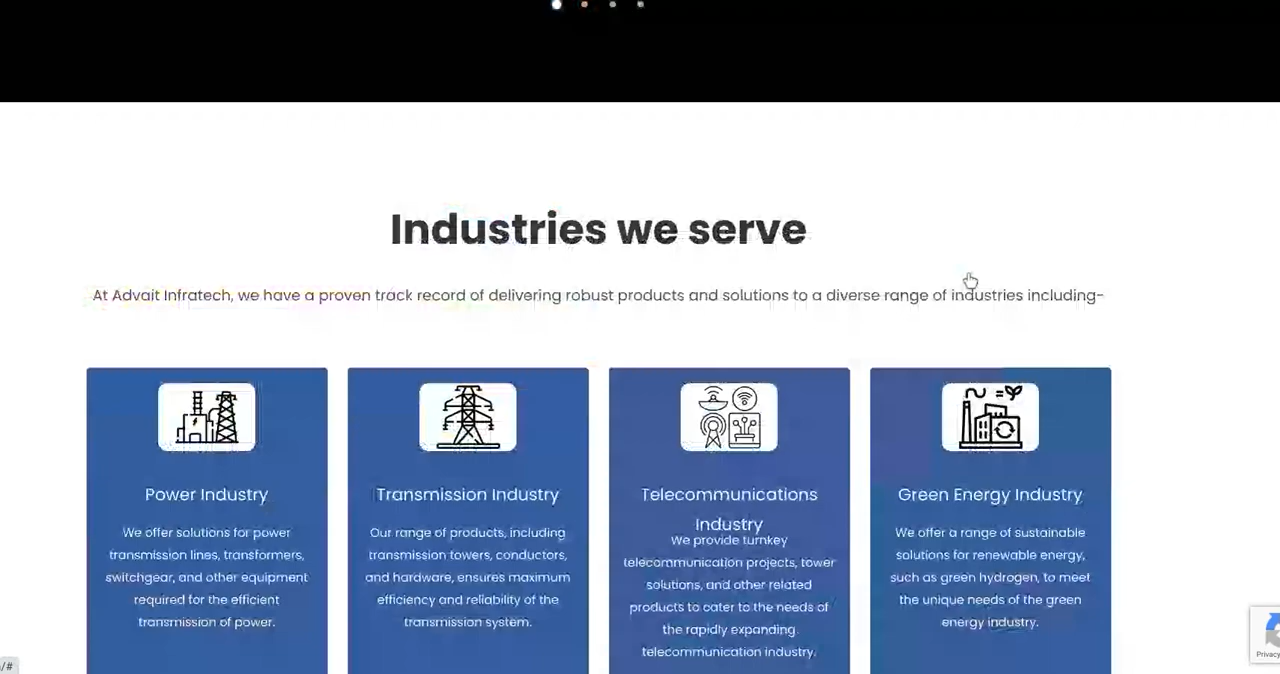 Industries we serve
At Advait Infratech, we have a proven track record of delivering robust products and solutions to a diverse range of industries including-
Power Industry
We offer solutions for power
transmission lines, transformers,
switchgear, and other equipment
required for the efficient
transmission of power.
Transmission Industry
Our range of products, including
transmission towers, conductors,
and hardware, ensures maximum
efficiency and reliability of the
transmission system.
Telecommunications
Industry
We provide turnkey
telecommunication projects, tower
solutions, and other related
products to cater to the needs of
the rapidly expanding
telecommunication industry.
Green Energy Industry
We offer a range of sustainable
solutions for renewable energy,
such as green hydrogen, to meet
the unique needs of the green
energy industry.
Privacy
/#